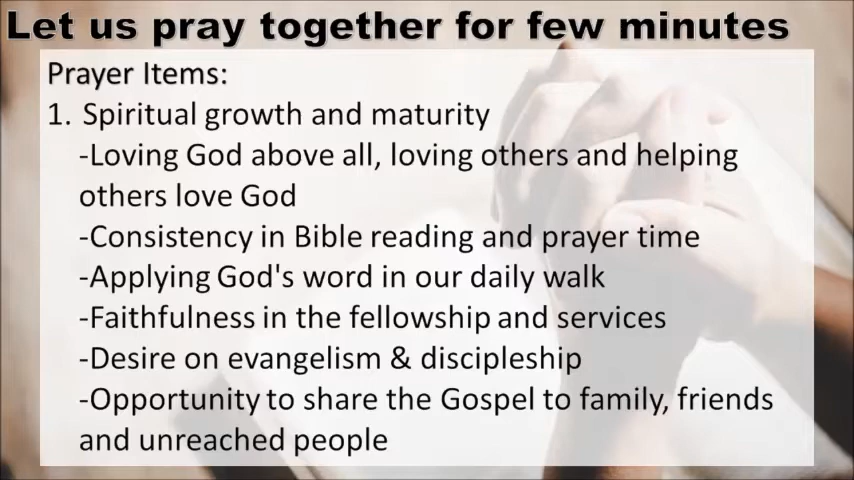 Let us pray together for few minutes
Prayer Items:
1. Spiritual growth and maturity
-Loving God above all, loving others and helping
others love God
-Consistency in Bible reading and prayer time
-Applying God's word in our daily walk
-Faithfulness in the fellowship and services
-Desire on evangelism & discipleship
-Opportunity to share the Gospel to family, friends
and unreached people